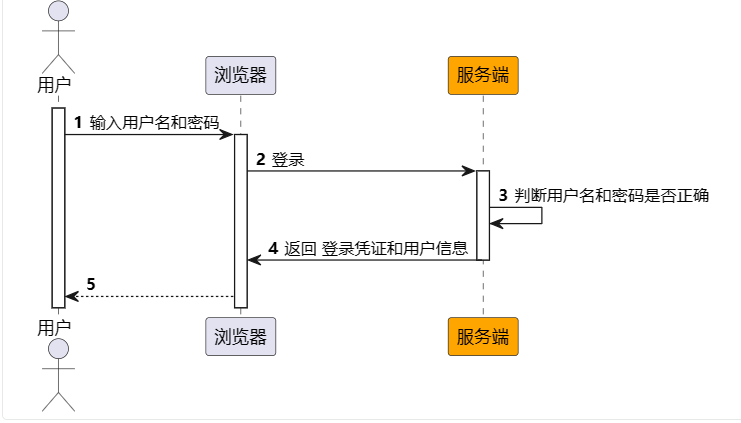 用户
浏览器
服务端
1 输入用户名和密码
2 登录
3 判断用户名和密码是否正确
4 返回 登录凭证和用户信息
5
用户
浏览器
服务端